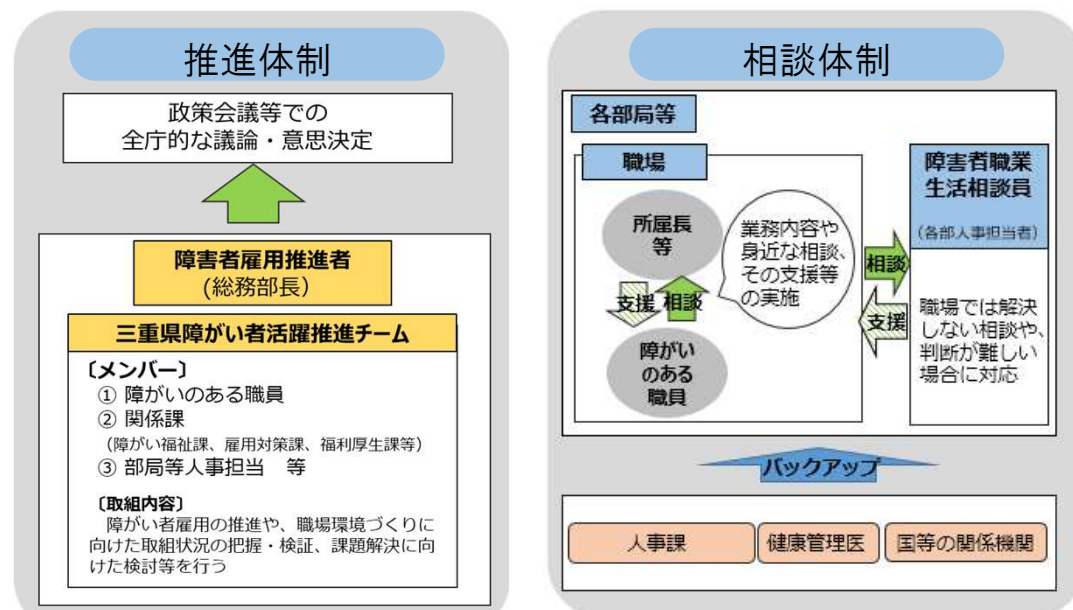 推進体制
政策会議等での
全庁的な議論・意思決定
障害者雇用推進者
(総務部長)
三重県障がい者活躍推進チーム
〔メンバー〕
① 障がいのある職員
② 関係課
（障がい福祉課、雇用対策課、福利厚生課等）
③ 部局等人事担当　等
〔取組内容〕
障がい者雇用の推進や、職場環境づくりに
向けた取組状況の把握・検証、課題解決に向
けた検討等を行う
相談体制
各部局等
職場
所属長
等
支援
相談
障がい
のある
職員
業務内容や
身近な相談、
その支援等
の実施
相談
支援
障害者職業
生活相談員
（各部人事担当者）
職場では解決
しない相談や、
判断が難しい
場合に対応
バックアップ
人事課
健康管理医
国等の関係機関